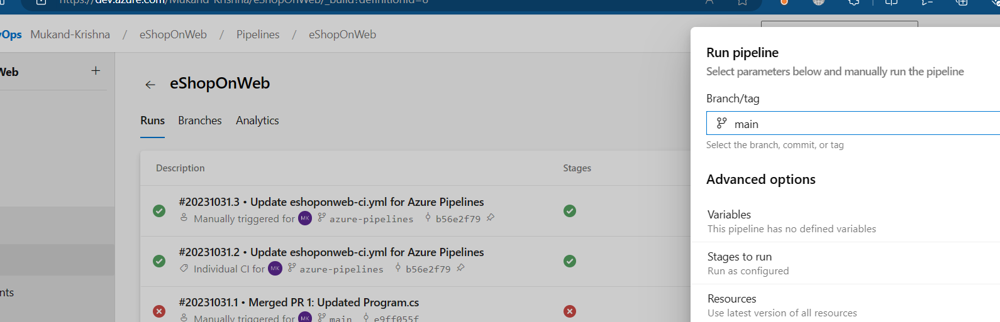 https://dev.azure.com/Mukand-Krishna/eShopOnWeb/_build?definitionId=6
vOps Mukand-Krishna / eShopOnWeb / Pipelines / eShopOnWeb
Web +
← eShopOnWeb
Runs Branches Analytics
Description Stages
#20231031.3 • Update eshoponweb-ci.yml for Azure Pipelines
Manually triggered for MK azure-pipelines b56e2f79
#20231031.2 • Update eshoponweb-ci.yml for Azure Pipelines
Individual CI for MK azure-pipelines b56e2f79
#20231031.1 • Merged PR 1: Updated Program.cs
Manually triggered for MK main e9ff055f
nts
Run pipeline
Select parameters below and manually run the pipeline
Branch/tag
main
Select the branch, commit, or tag
Advanced options
Variables
This pipeline has no defined variables
Stages to run
Run as configured
Resources
Use latest version of all resources